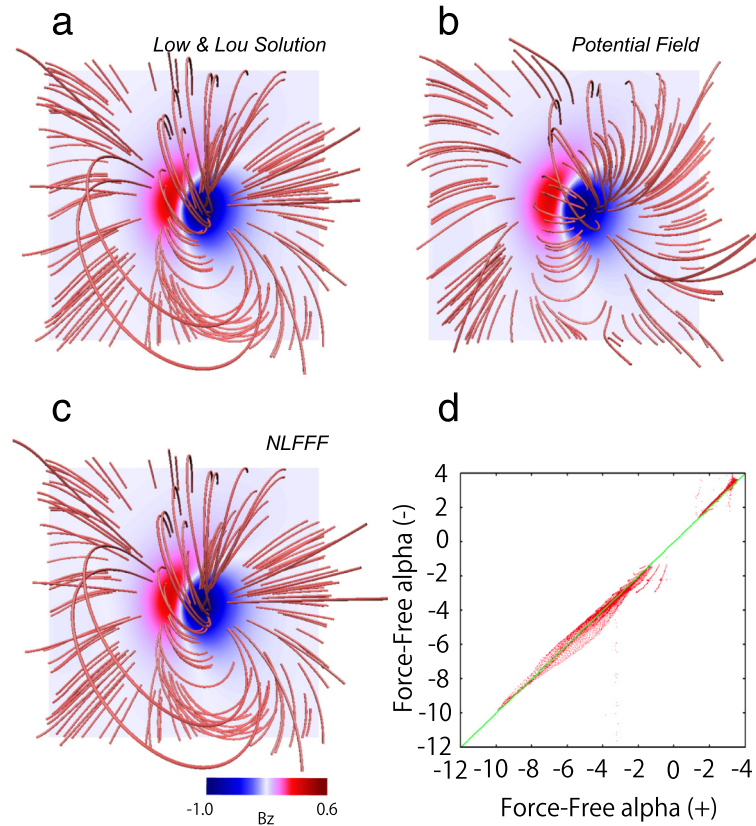 a
Low & Lou Solution
b
Potential Field
c
NLFFF
-1.0
Bz
0.6
d
4
2
0
-2
-4
-6
-8
-10
-12
Force-Free alpha (-)
-12 -10 -8 -6 -4 -2 0 -2 -4
Force-Free alpha (+)